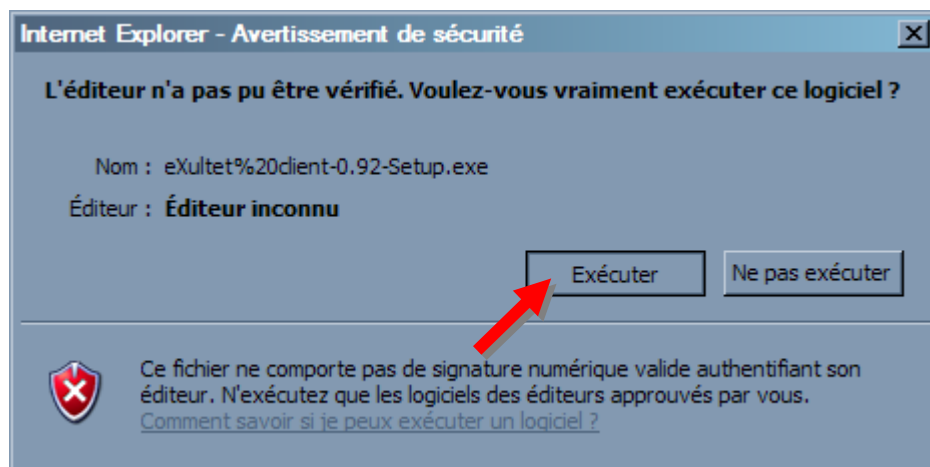 Internet Explorer - Avertissement de sécurité
L'éditeur n'a pas pu être vérifié. Voulez-vous vraiment exécuter ce logiciel ?
Nom : eXultet%20client-0.92-Setup.exe
Éditeur : Éditeur inconnu
Exécuter
Ne pas exécuter
Ce fichier ne comporte pas de signature numérique valide authentifiant son
éditeur. N'exécutez que les logiciels des éditeurs approuvés par vous.
Comment savoir si je peux exécuter un logiciel ?